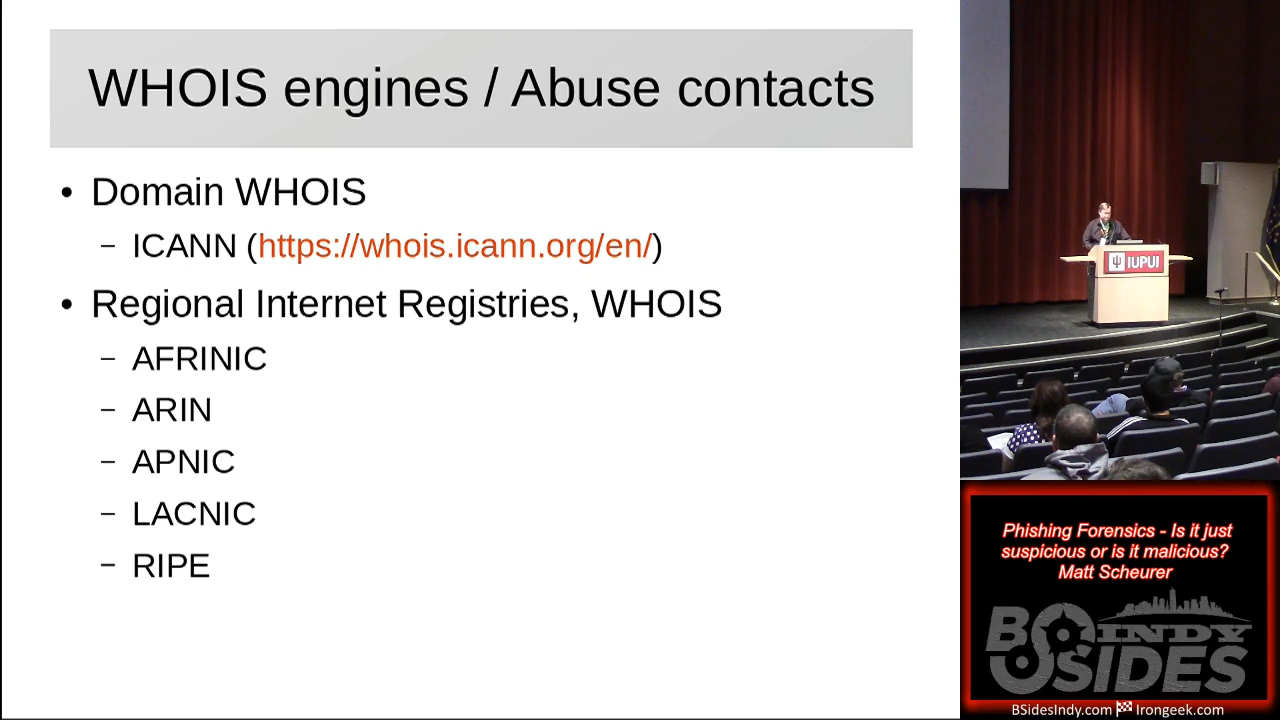 WHOIS engines / Abuse contacts
• Domain WHOIS
– ICANN (https://whois.icann.org/en/)
• Regional Internet Registries, WHOIS
– AFRINIC
– ARIN
– APNIC
– LACNIC
– RIPE
IUPUI
Phishing Forensics - Is it just
suspicious or is it malicious?
Matt Scheurer
BSIDES
INDY
BSidesIndy.com Irongeek.com